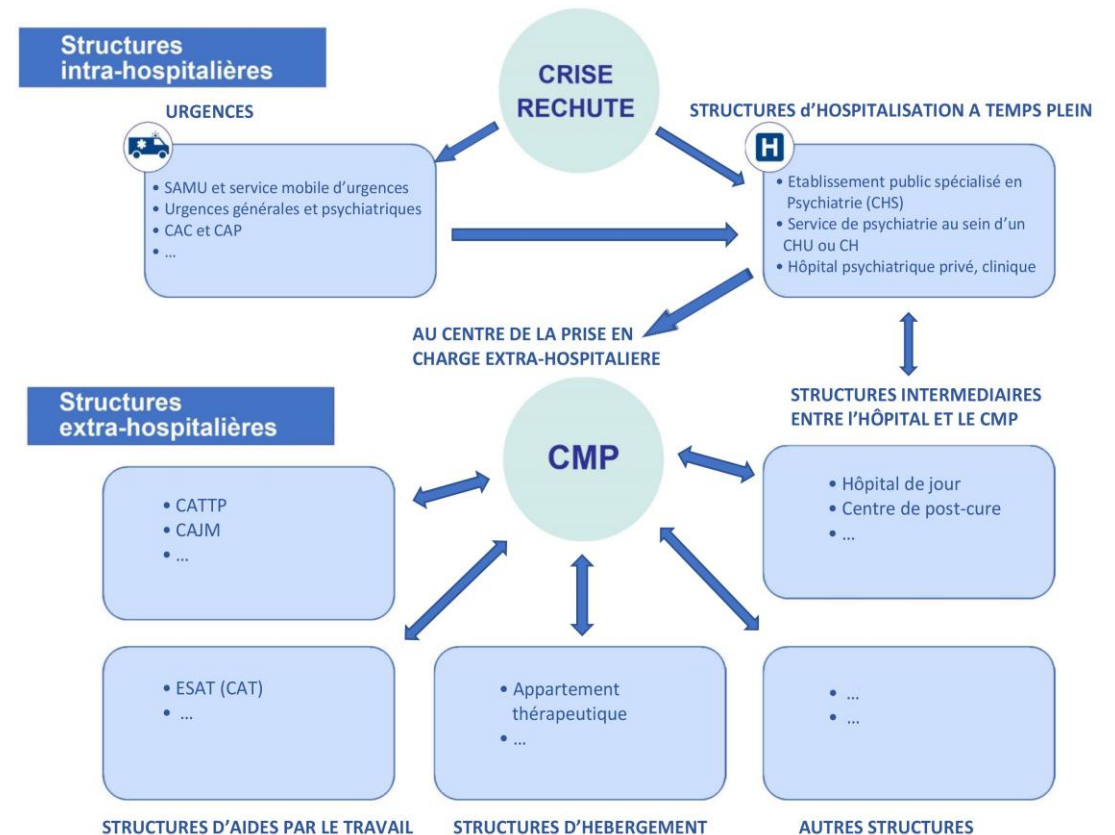 Structures
intra-hospitalières
CRISE
RECHUTE
URGENCES
STRUCTURES d'HOSPITALISATION A TEMPS PLEIN
H
• SAMU et service mobile d'urgences
• Urgences générales et psychiatriques
• CAC et CAP
• ...
• Etablissement public spécialisé en
Psychiatrie (CHS)
• Service de psychiatrie au sein d'un
CHU ou CH
• Hôpital psychiatrique privé, clinique
AU CENTRE DE LA PRISE EN
CHARGE EXTRA-HOSPITALIERE
Structures
extra-hospitalières
STRUCTURES INTERMEDIAIRES
ENTRE l'HÔPITAL ET LE CMP
CMP
• CATTP
• CAJM
• ...
• Hôpital de jour
• Centre de post-cure
• ...
• ESAT (CAT)
• ...
• Appartement
thérapeutique
• ...
• ...
• ...
STRUCTURES D'AIDES PAR LE TRAVAIL
STRUCTURES D'HEBERGEMENT
AUTRES STRUCTURES